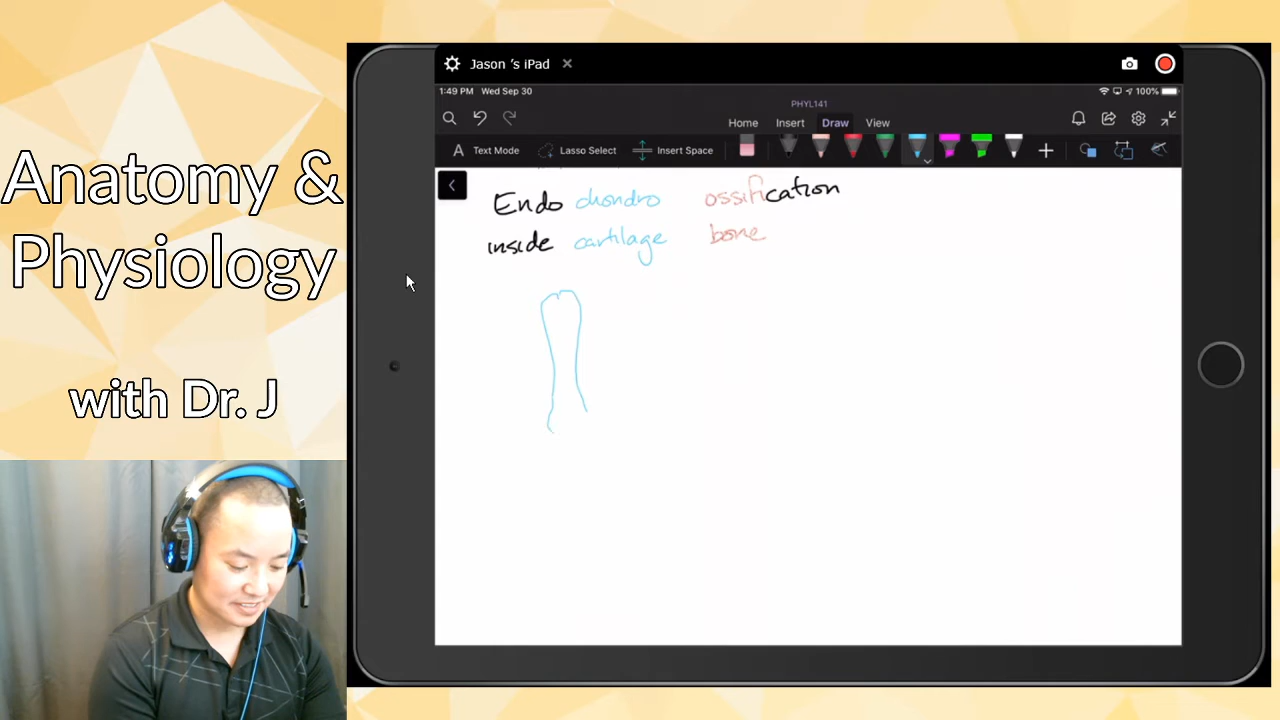 Anatomy &
Physiology
with Dr. J
Jason 's iPad
1:49 PM Wed Sep 30
100%
PHYL141
Home Insert Draw View
Text Mode Lasso Select Insert Space
Endo chondro ossification
inside cartilage bone